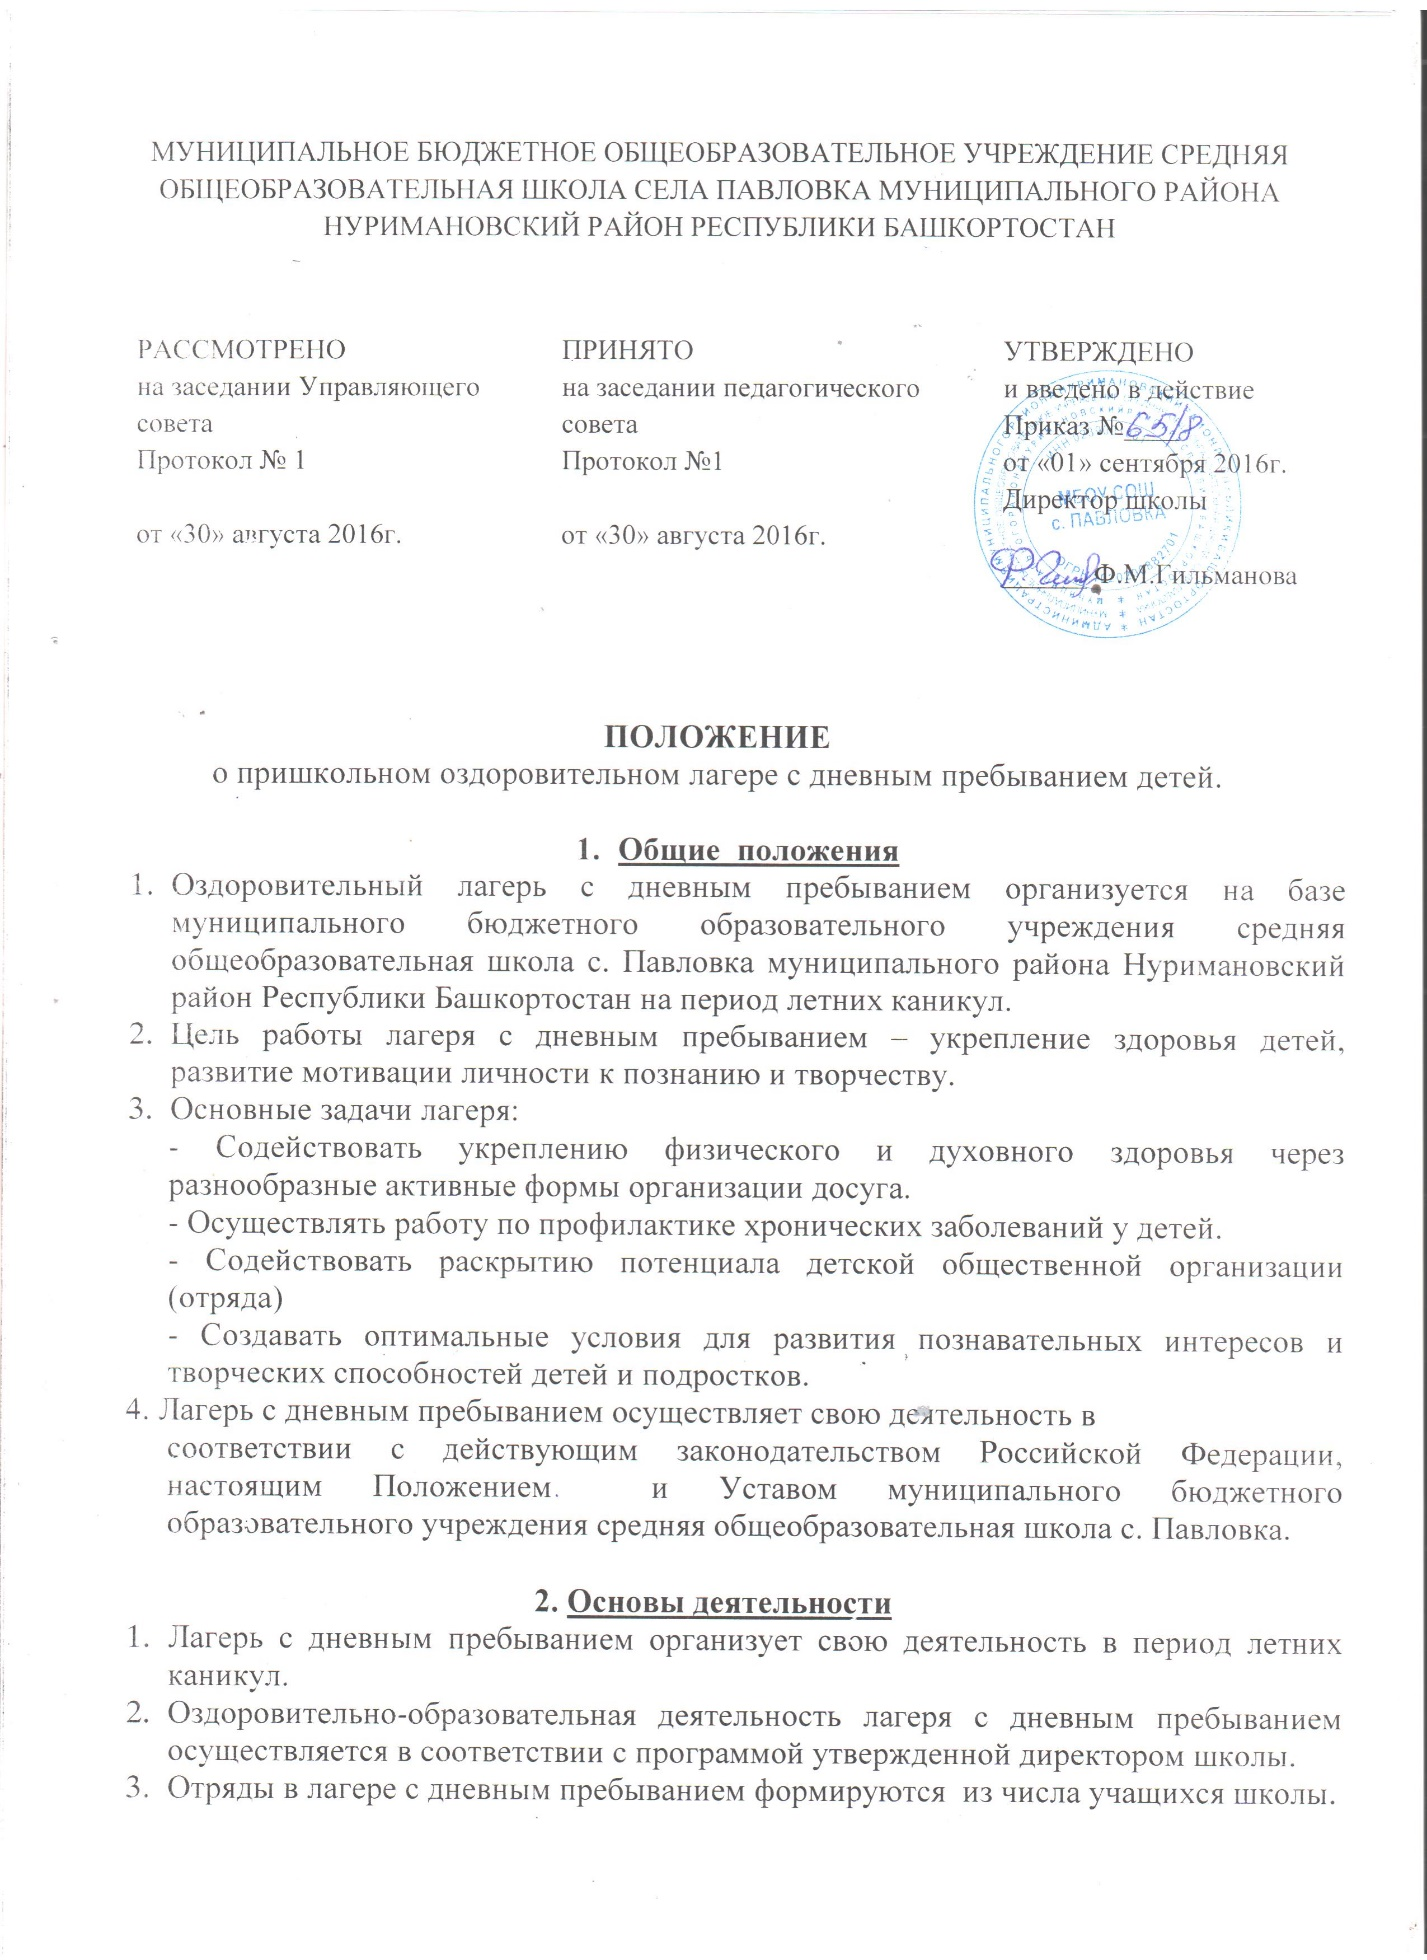 МУНИЦИПАЛЬНОЕ БЮДЖЕТНОЕ ОБЩЕОБРАЗОВАТЕЛЬНОЕ УЧРЕЖДЕНИЕ СРЕДНЯЯ
ОБЩЕОБРАЗОВАТЕЛЬНАЯ ШКОЛА СЕЛА ПАВЛОВКА МУНИЦИПАЛЬНОГО РАЙОНА
НУРИМАНОВСКИЙ РАЙОН РЕСПУБЛИКИ БАШКОРТОСТАН
РАССМОТРЕНО
на заседании Управляющего
совета
Протокол № 1
от «30» августа 2016г.
ПРИНЯТО
на заседании педагогического
совета
Протокол №1
от «30» августа 2016г.
УТВЕРЖДЕНО
и введено в действие
Приказ № 65/8
от «01» сентября 2016г.
Директор школы
Ф.М.Гильманова
МБОУ СОШ
с. ПАВЛОВКА
ПОЛОЖЕНИЕ
о пришкольном оздоровительном лагере с дневным пребыванием детей.
1. Общие положения
1. Оздоровительный лагерь с дневным пребыванием организуется на базе
муниципального бюджетного образовательного учреждения средняя
общеобразовательная школа с. Павловка муниципального района Нуримановский
район Республики Башкортостан на период летних каникул.
2. Цель работы лагеря с дневным пребыванием – укрепление здоровья детей,
развитие мотивации личности к познанию и творчеству.
3. Основные задачи лагеря:
- Содействовать укреплению физического и духовного здоровья через
разнообразные активные формы организации досуга.
- Осуществлять работу по профилактике хронических заболеваний у детей.
- Содействовать раскрытию потенциала детской общественной организации
(отряда)
- Создавать оптимальные условия для развития познавательных интересов и
творческих способностей детей и подростков.
4. Лагерь с дневным пребыванием осуществляет свою деятельность в
соответствии с действующим законодательством Российской Федерации,
настоящим Положением. и Уставом муниципального бюджетного
образовательного учреждения средняя общеобразовательная школа с. Павловка.
2. Основы деятельности
1. Лагерь с дневным пребыванием организует свою деятельность в период летних
каникул.
2. Оздоровительно-образовательная деятельность лагеря с дневным пребыванием
осуществляется в соответствии с программой утвержденной директором школы.
3. Отряды в лагере с дневным пребыванием формируются из числа учащихся школы.